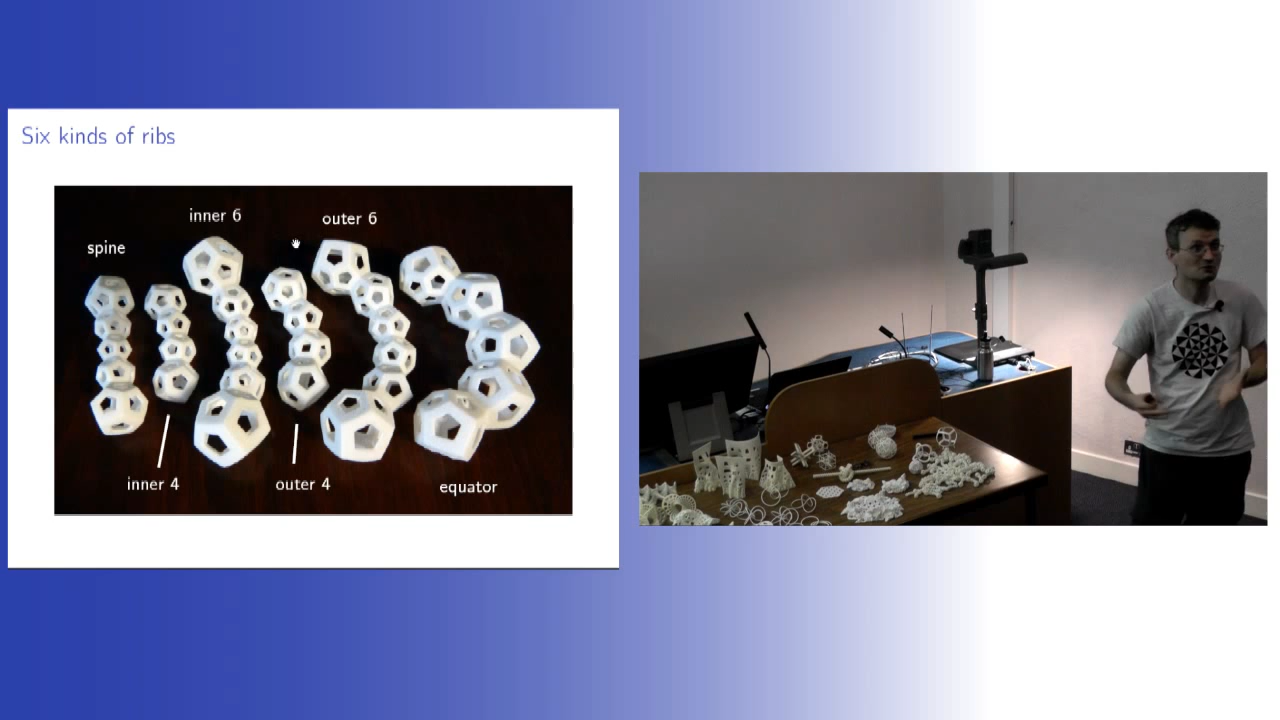 Six kinds of ribs
inner 6
outer 6
spine
inner 4
outer 4
equator